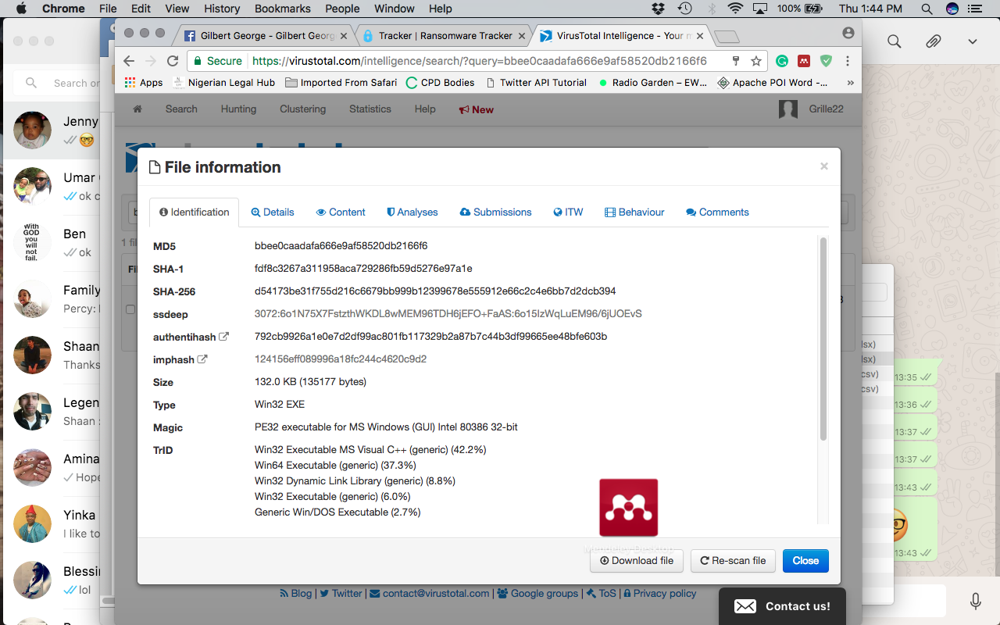 Chrome File Edit View History Bookmarks People Window Help 100% Thu 1:44 PM
Gilbert George - Gilbert Georg
Tracker | Ransomware Tracker
VirusTotal Intelligence - Your m
Secure https://virustotal.com/intelligence/search/?query=bbee0caadafa666e9af58520db2166f6
Apps Nigerian Legal Hub Imported From Safari CPD Bodies Twitter API Tutorial Radio Garden – EW... Apache POI Word -... »
Search Hunting Clustering Statistics Help New Grille22
Search or
Jenny
Umar
ok c
Ben
ok
With
GOD
you
will
not
fail.
Family
Percy:
Shaan
Thanks
Legen
Shaan :
Amina
Hope
Yinka
I like to
Blessin
lol
1 fil
File information ×
Identification Details Content Analyses Submissions ITW Behaviour Comments
MD5 bbee0caadafa666e9af58520db2166f6
SHA-1 fdf8c3267a311958aca729286fb59d5276e97a1e
SHA-256 d54173be31f755d216c6679bb999b12399678e555912e66c2c4e6bb7d2dcb394
ssdeep 3072:6o1N75X7FstzthWKDL8wMEM96TDH6jEFO+FaAS:6o15IzWqLuEM96/6jUOEvS
authentihash 792cb9926a1e0e7d2df99ac801fb117329b2a87b7c44b3df99665ee48bfe603b
imphash 124156eff089996a18fc244c4620c9d2
Size 132.0 KB (135177 bytes)
Type Win32 EXE
Magic PE32 executable for MS Windows (GUI) Intel 80386 32-bit
TrID Win32 Executable MS Visual C++ (generic) (42.2%)
Win64 Executable (generic) (37.3%)
Win32 Dynamic Link Library (generic) (8.8%)
Win32 Executable (generic) (6.0%)
Generic Win/DOS Executable (2.7%)
Mendeley Desktop
Download file Re-scan file Close
Blog | Twitter | contact@virustotal.com | Google groups | ToS | Privacy policy
Contact us!
lsx)
lsx)
csv)
csv)
13:35
13:36
13:37
13:37
13:43
13:43